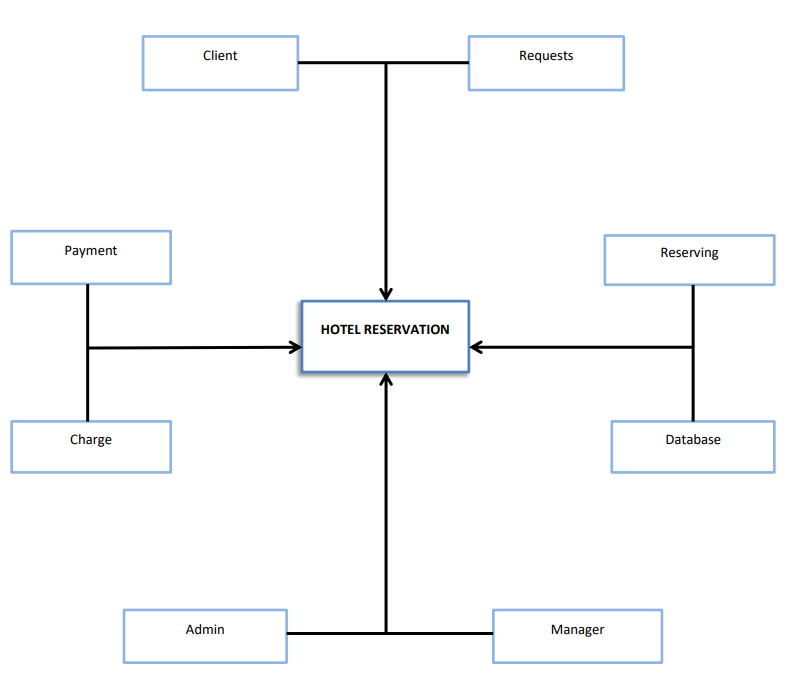 Client
Requests
Payment
Reserving
HOTEL RESERVATION
Charge
Database
Admin
Manager